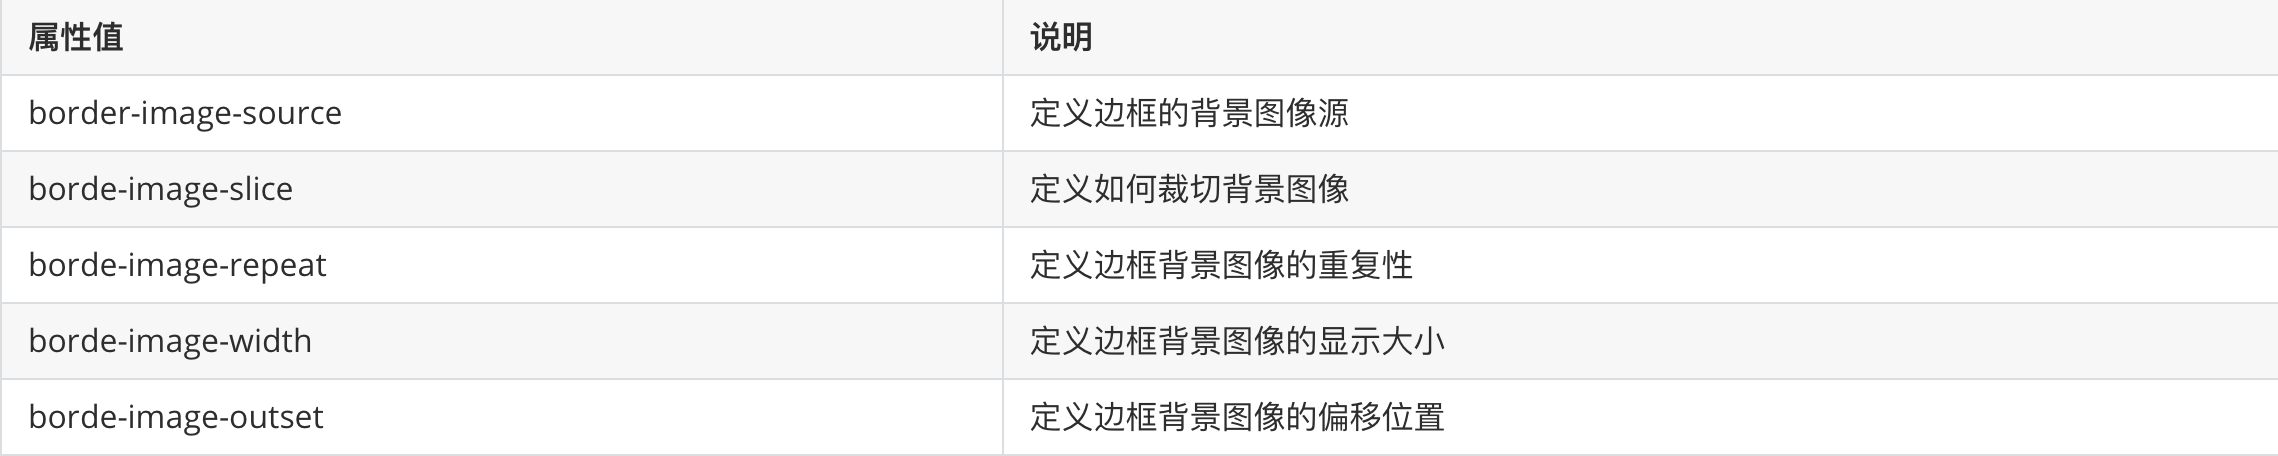 属性值 说明
border-image-source 定义边框的背景图像源
borde-image-slice 定义如何裁切背景图像
borde-image-repeat 定义边框背景图像的重复性
borde-image-width 定义边框背景图像的显示大小
borde-image-outset 定义边框背景图像的偏移位置